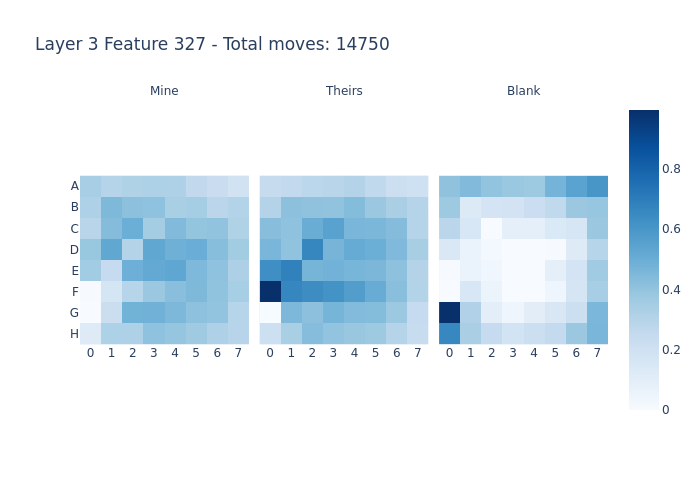 Layer 3 Feature 327 - Total moves: 14750
Mine Theirs Blank
A
B
C
D
E
F
G
H
0 1 2 3 4 5 6 7 0 1 2 3 4 5 6 7 0 1 2 3 4 5 6 7
0.8
0.6
0.4
0.2
0